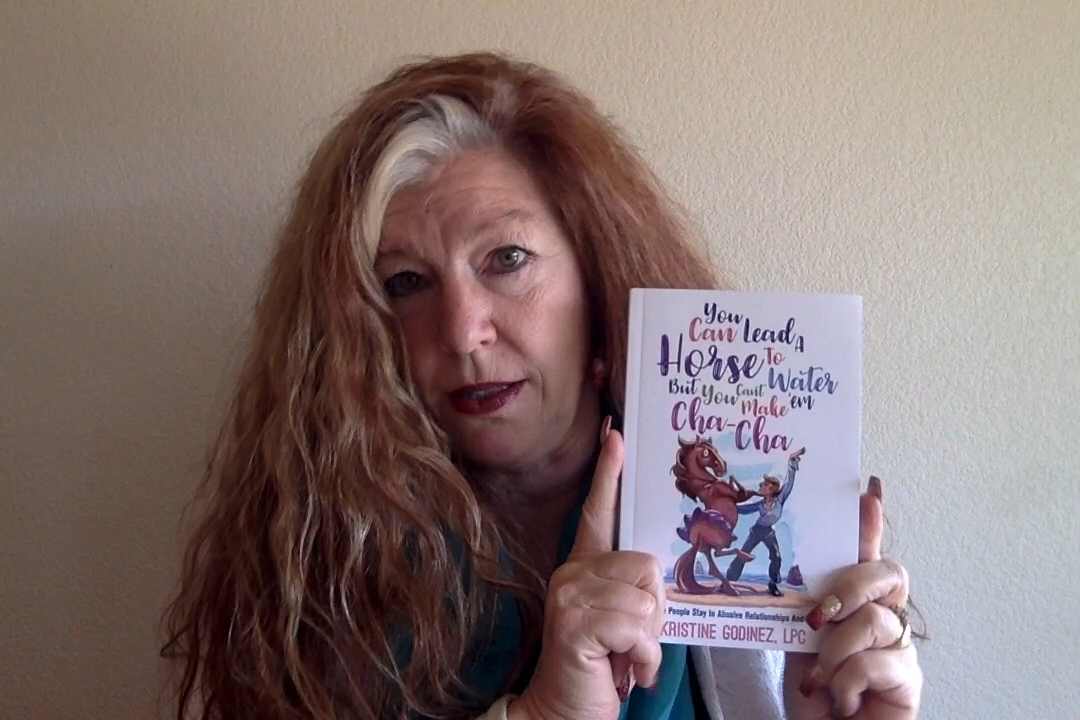 You
Can Lead A
Horse To
Water
But You Can't
Make 'em
Cha-Cha
People Stay In Abusive Relationships And
KRISTINE GODINEZ, LPC